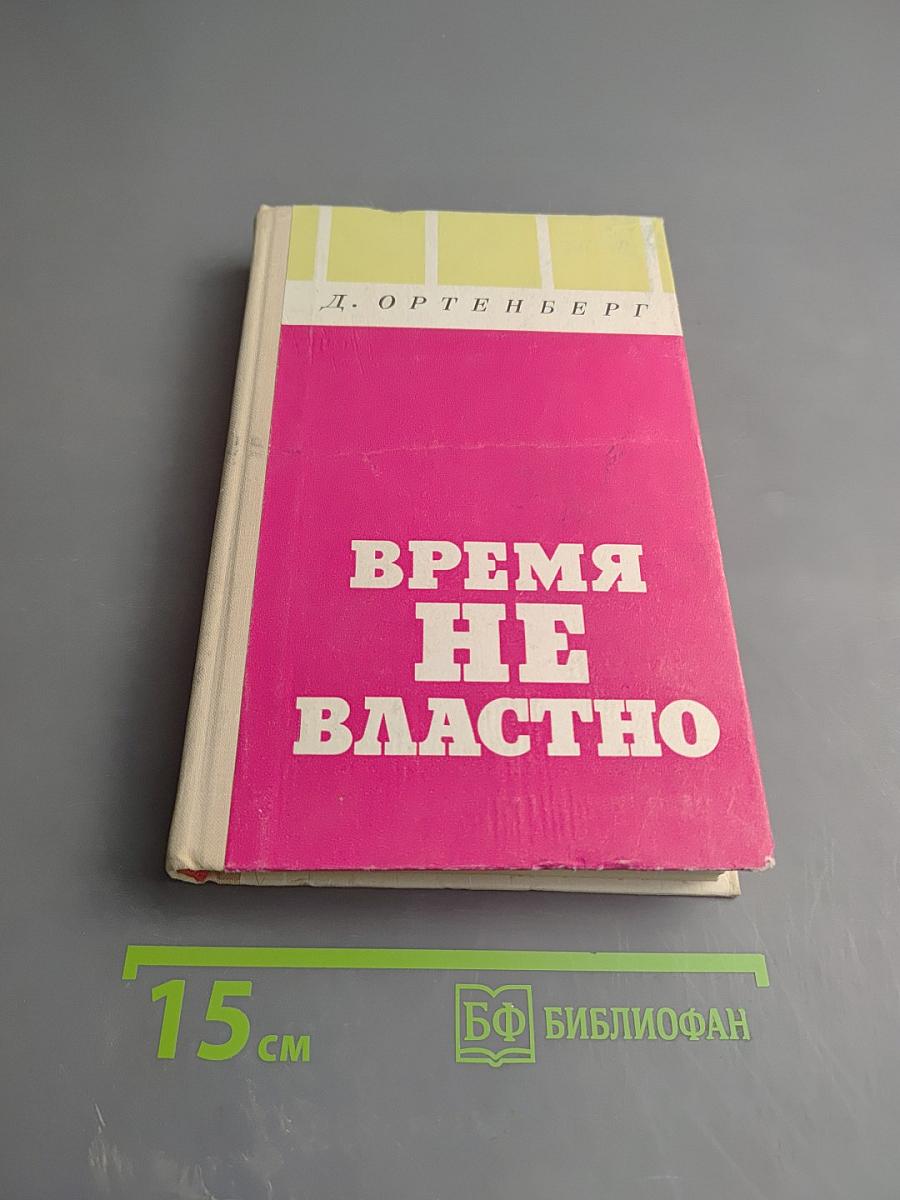 Д. ОРТЕНБЕРГ
ВРЕМЯ
НЕ
ВЛАСТНО
15 см
БФ БИБЛИОФАН